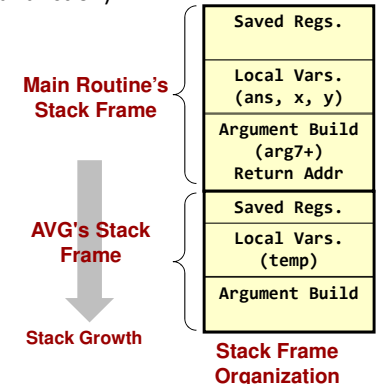 Saved Regs.
Main Routine's
Stack Frame
Local Vars.
(ans, x, y)
Argument Build
(arg7+)
Return Addr
AVG's Stack
Frame
Saved Regs.
Local Vars.
(temp)
Argument Build
Stack Growth
Stack Frame
Organization